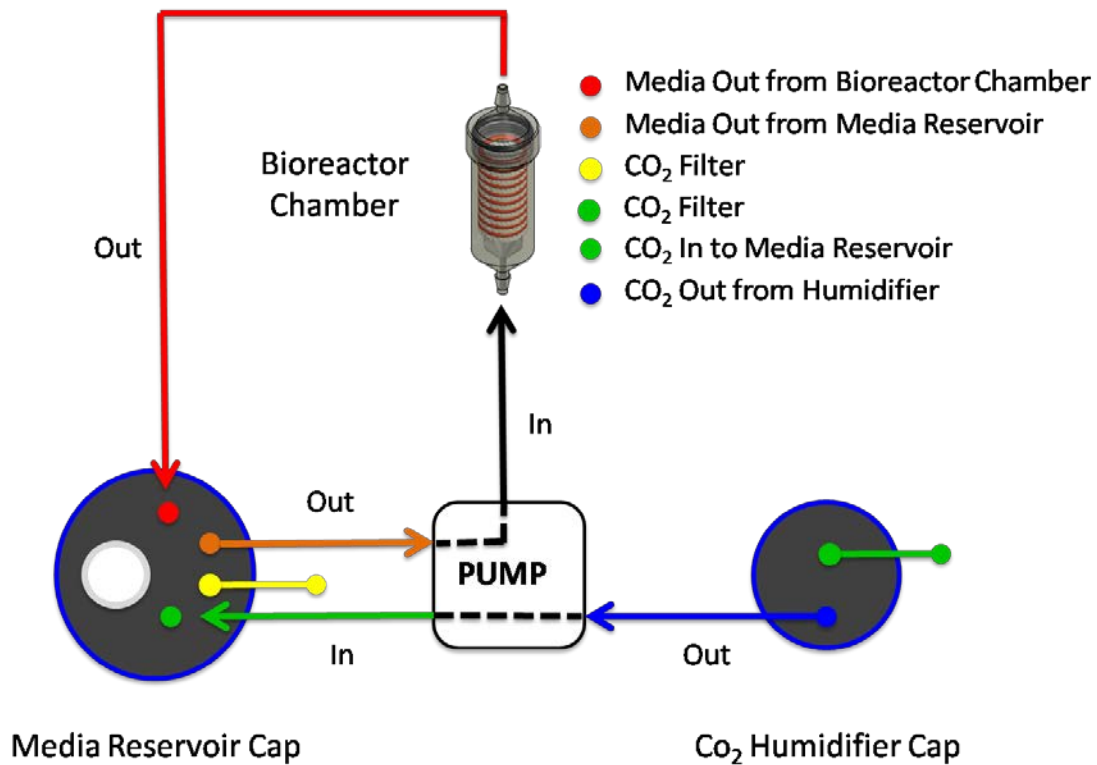 Media Out from Bioreactor Chamber
Media Out from Media Reservoir
CO₂ Filter
CO₂ Filter
CO₂ In to Media Reservoir
CO₂ Out from Humidifier
Bioreactor
Chamber
Out
In
Out
PUMP
In
Out
Media Reservoir Cap
Co₂ Humidifier Cap